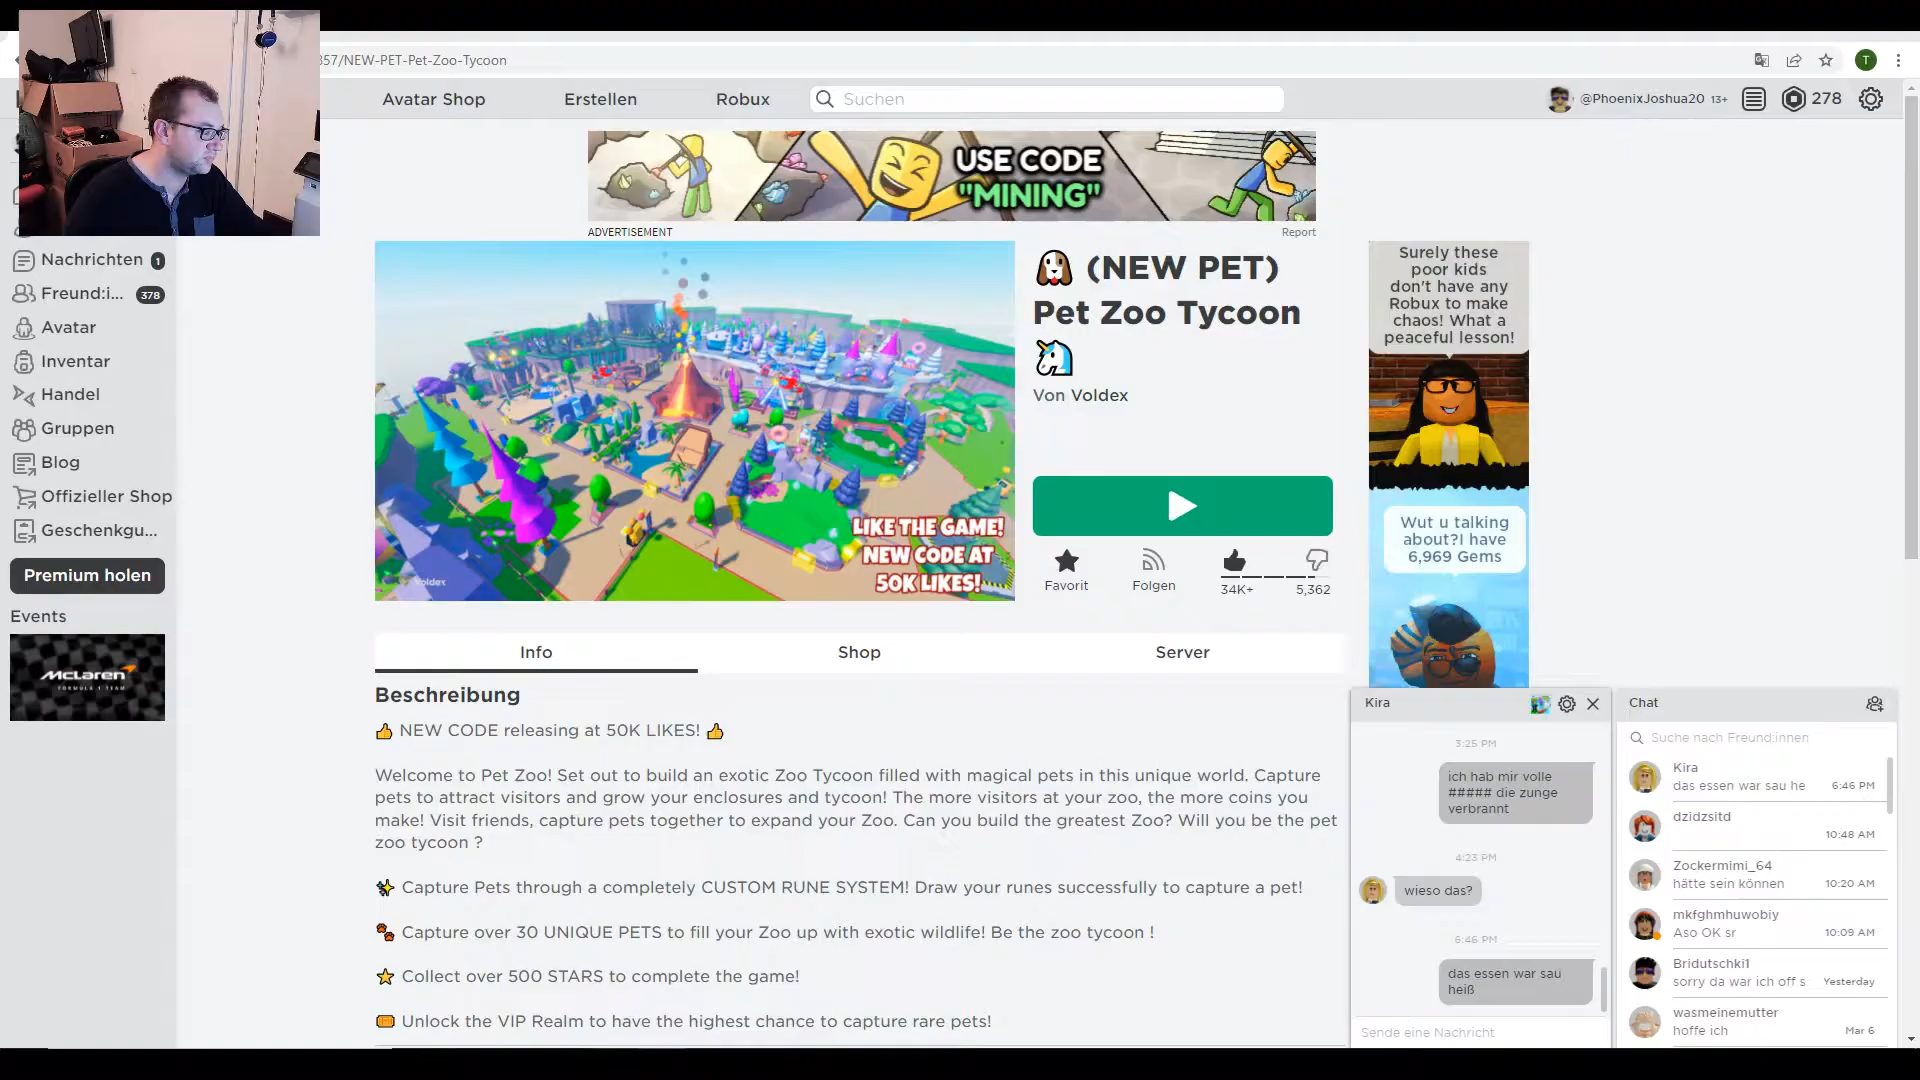 357/NEW-PET-Pet-Zoo-Tycoon
T
Avatar Shop
Erstellen
Robux
Suchen
@PhoenixJoshua20 13+
278
USE CODE
"MINING"
ADVERTISEMENT
Report
Nachrichten 1
Freund:i... 378
Avatar
Inventar
Handel
Gruppen
Blog
Offizieller Shop
Geschenkgu...
Premium holen
Events
McLaren
FORMULA 1 TEAM
LIKE THE GAME!
NEW CODE AT
50K LIKES!
Voldex
(NEW PET)
Pet Zoo Tycoon
Von Voldex
Favorit
Folgen
34K+
5,362
Surely these
poor kids
don't have any
Robux to make
chaos! What a
peaceful lesson!
Wut u talking
about?I have
6,969 Gems
Info
Shop
Server
Beschreibung
NEW CODE releasing at 50K LIKES!
Welcome to Pet Zoo! Set out to build an exotic Zoo Tycoon filled with magical pets in this unique world. Capture
pets to attract visitors and grow your enclosures and tycoon! The more visitors at your zoo, the more coins you
make! Visit friends, capture pets together to expand your Zoo. Can you build the greatest Zoo? Will you be the pet
zoo tycoon ?
Capture Pets through a completely CUSTOM RUNE SYSTEM! Draw your runes successfully to capture a pet!
Capture over 30 UNIQUE PETS to fill your Zoo up with exotic wildlife! Be the zoo tycoon !
Collect over 500 STARS to complete the game!
Unlock the VIP Realm to have the highest chance to capture rare pets!
Kira
3:25 PM
ich hab mir volle
##### die zunge
verbrannt
4:23 PM
wieso das?
6:46 PM
das essen war sau
heiß
Sende eine Nachricht
Chat
Suche nach Freund:innen
Kira
das essen war sau he 6:46 PM
dzidzsitd
10:48 AM
Zockermimi_64
hätte sein können 10:20 AM
mkfghmhuwobiy
Aso OK sr 10:09 AM
Bridutschki1
sorry da war ich off s Yesterday
wasmeinemutter
hoffe ich Mar 6